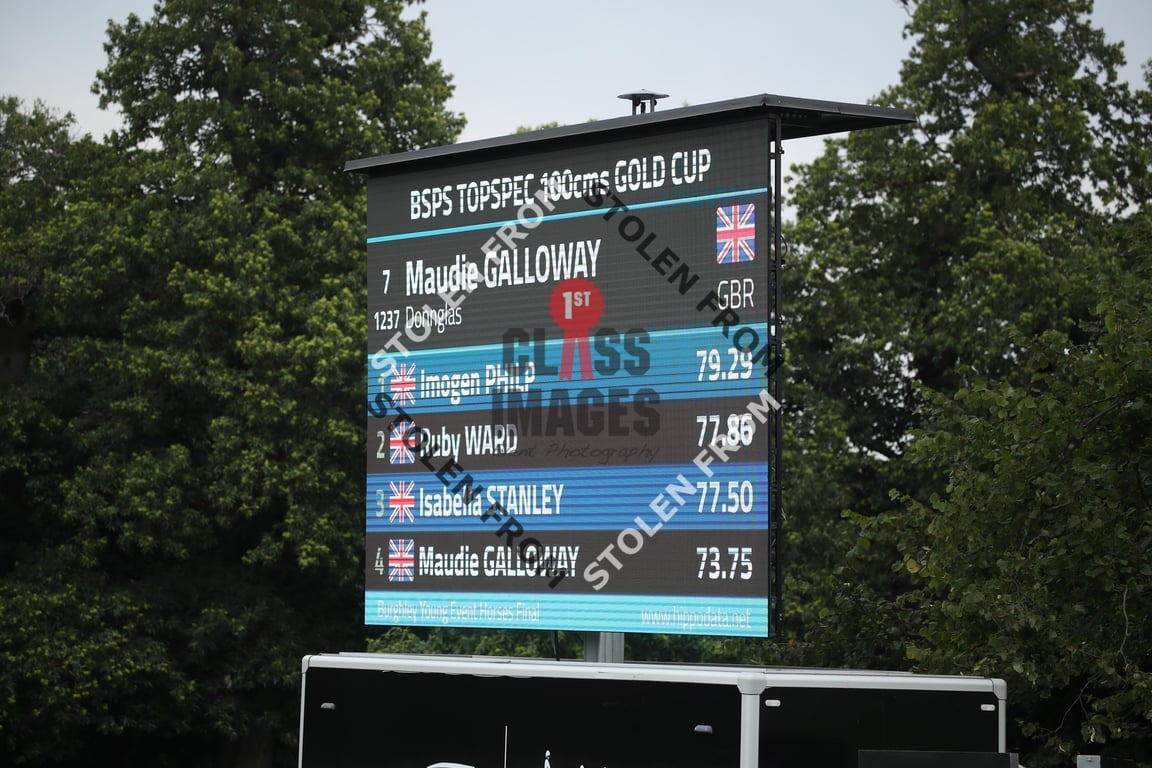 BSPS TOPSPEC 100cms GOLD CUP
7 Maudie GALLOWAY
1237 Donnglas
GBR
1 Imogen PHILP 79.29
2 Ruby WARD 77.86
3 Isabella STANLEY 77.50
4 Maudie GALLOWAY 73.75
Burghley Young Event Horses Final www.hippodata.net
STOLEN FROM
STOLEN FROM
1ST
CLASS
IMAGES
Event Photography
STOLEN FROM
STOLEN FROM